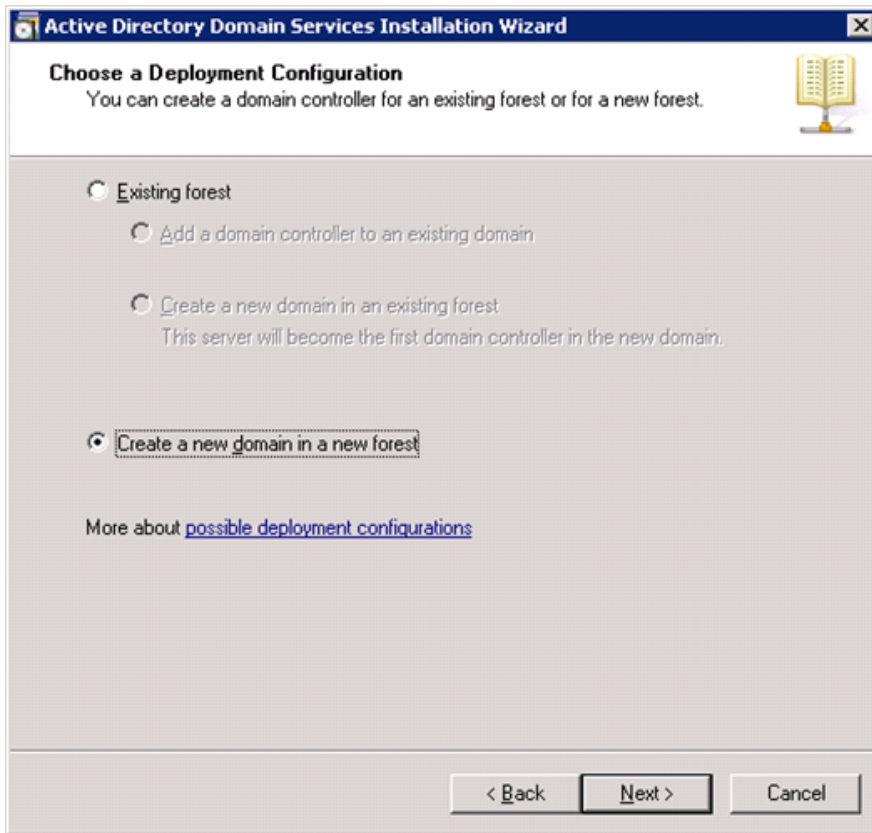 Active Directory Domain Services Installation Wizard
Choose a Deployment Configuration
You can create a domain controller for an existing forest or for a new forest.
Existing forest
Add a domain controller to an existing domain
Create a new domain in an existing forest
This server will become the first domain controller in the new domain.
Create a new domain in a new forest
More about possible deployment configurations
< Back
Next >
Cancel